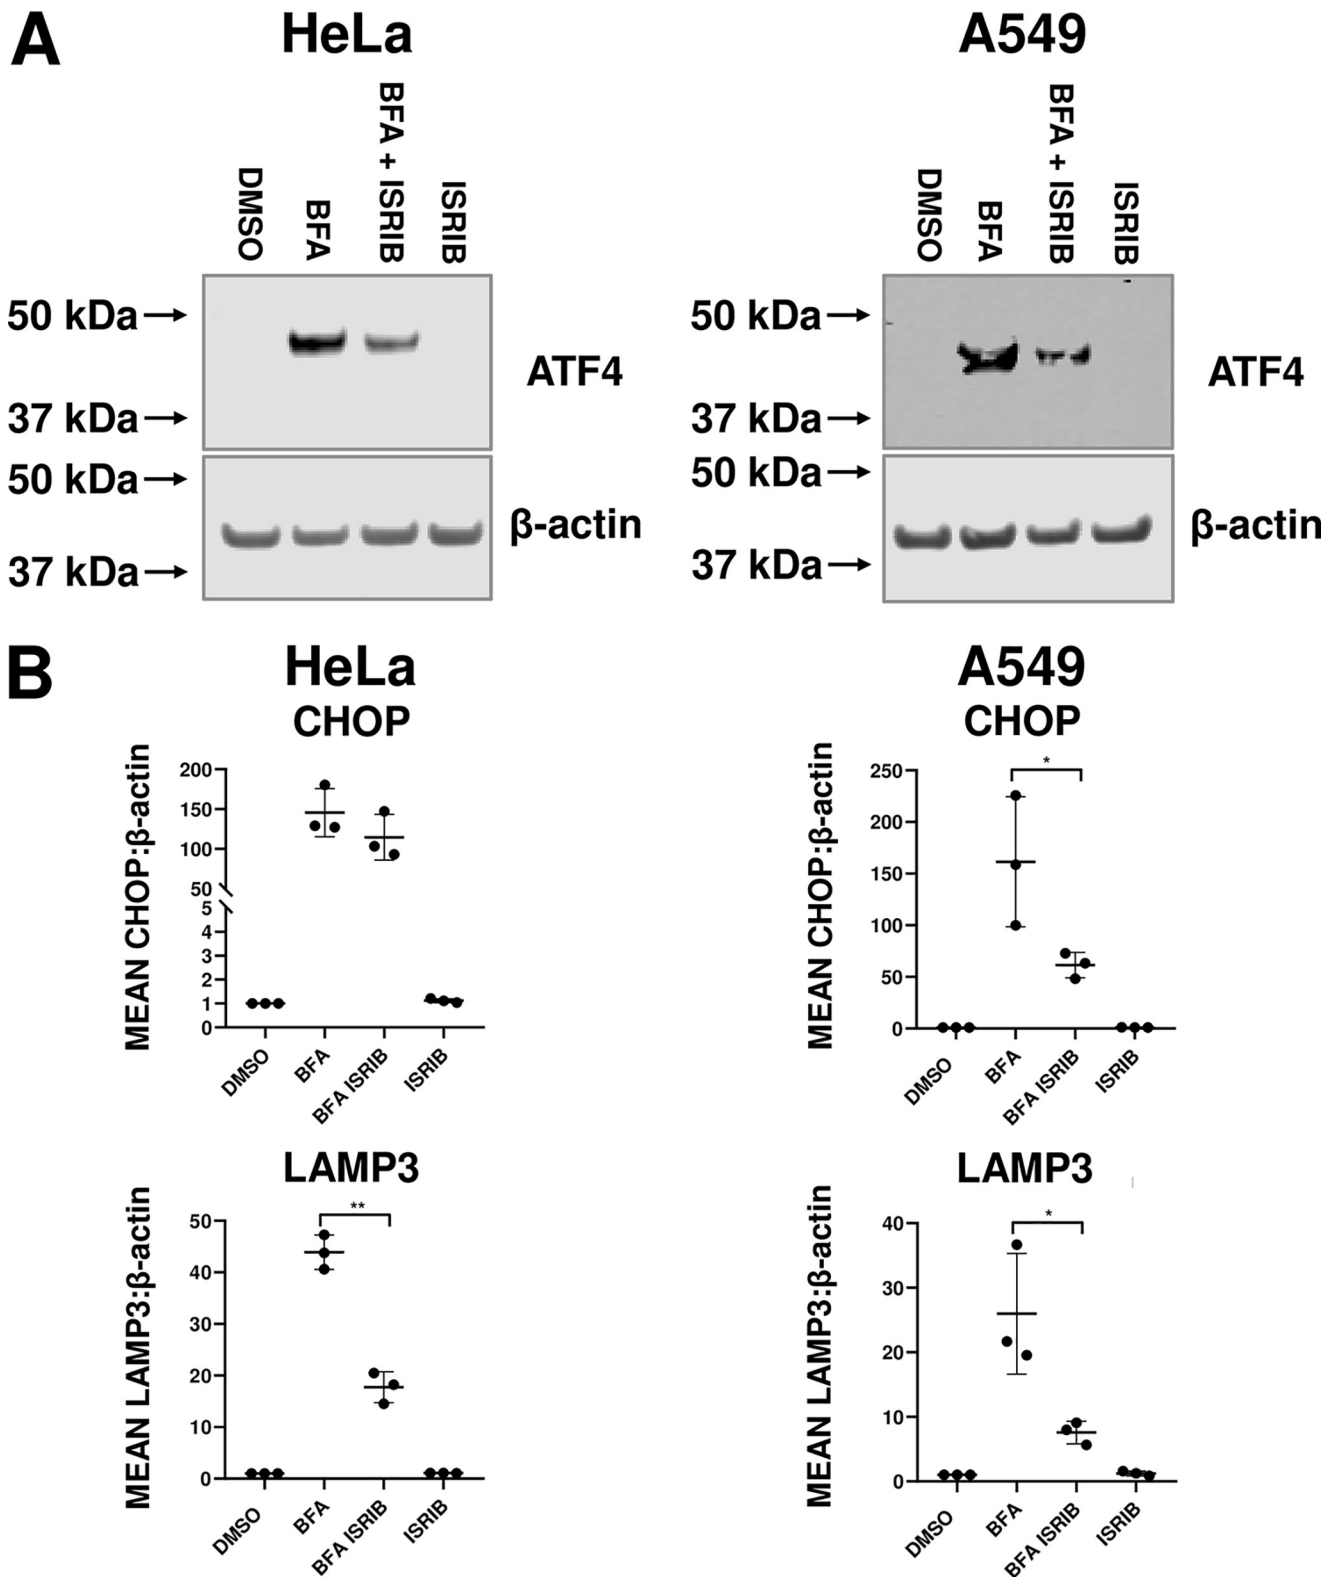 A
HeLa
A549
DMSO
BFA
BFA + ISRIB
ISRIB
DMSO
BFA
BFA + ISRIB
ISRIB
50 kDa
37 kDa
ATF4
50 kDa
37 kDa
β-actin
50 kDa
37 kDa
ATF4
50 kDa
37 kDa
β-actin
B
HeLa
CHOP
MEAN CHOP:β-actin
200
150
100
50
5
4
3
2
1
0
DMSO
BFA
BFA ISRIB
ISRIB
A549
CHOP
MEAN CHOP:β-actin
250
200
150
100
50
0
*
DMSO
BFA
BFA ISRIB
ISRIB
LAMP3
MEAN LAMP3:β-actin
50
40
30
20
10
0
**
DMSO
BFA
BFA ISRIB
ISRIB
LAMP3
MEAN LAMP3:β-actin
40
30
20
10
0
*
DMSO
BFA
BFA ISRIB
ISRIB